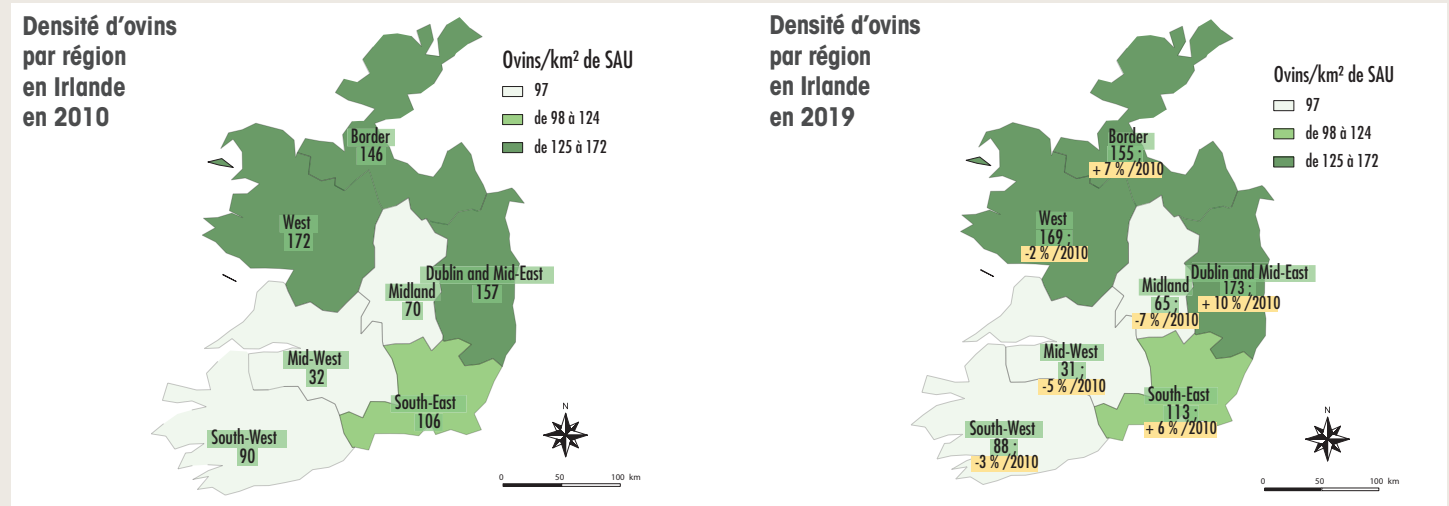 Densité d'ovins
par région
en Irlande
en 2010
Ovins/km² de SAU
97
de 98 à 124
de 125 à 172
Border
146
West
172
Dublin and Mid-East
157
Midland
70
Mid-West
32
South-East
106
South-West
90
N
0 50 100 km
Densité d'ovins
par région
en Irlande
en 2019
Ovins/km² de SAU
97
de 98 à 124
de 125 à 172
Border
155 ;
+ 7 % /2010
West
169 ;
-2 % /2010
Dublin and Mid-East
173 ;
+ 10 % /2010
Midland
65 ;
-7 % /2010
Mid-West
31 ;
-5 % /2010
South-East
113 ;
+ 6 % /2010
South-West
88 ;
-3 % /2010
N
0 50 100 km